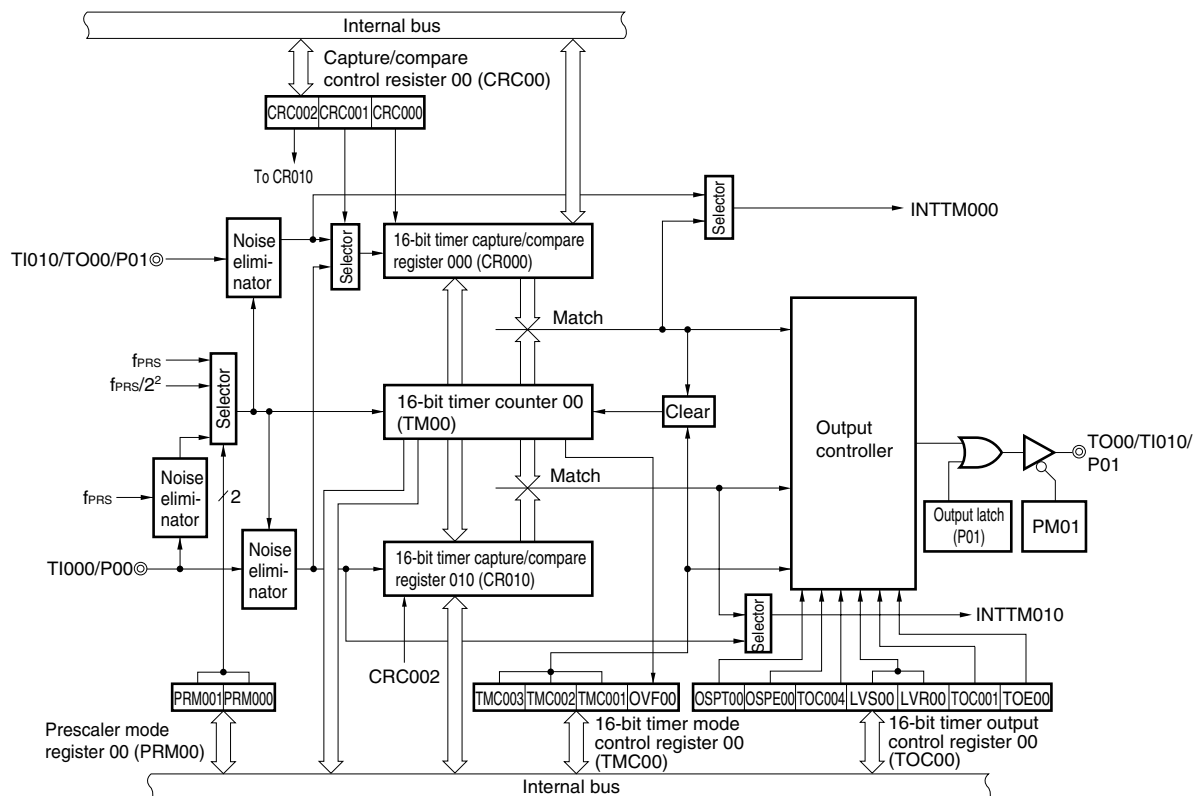 Internal bus
Capture/compare
control resister 00 (CRC00)
CRC002 CRC001 CRC000
To CR010
Selector
INTTM000
TI010/TO00/P01
Noise
elimi-
nator
Selector
16-bit timer capture/compare
register 000 (CR000)
Match
fPRS
fPRS/2²
Selector
16-bit timer counter 00
(TM00)
Clear
Output
controller
TO00/TI010/
P01
fPRS
Noise
elimi-
nator
2
Match
Output latch
(P01)
PM01
TI000/P00
Noise
elimi-
nator
16-bit timer capture/compare
register 010 (CR010)
Selector
INTTM010
CRC002
PRM001 PRM000
TMC003 TMC002 TMC001 OVF00
OSPT00 OSPE00 TOC004 LVS00 LVR00 TOC001 TOE00
Prescaler mode
register 00 (PRM00)
16-bit timer mode
control register 00
(TMC00)
16-bit timer output
control register 00
(TOC00)
Internal bus